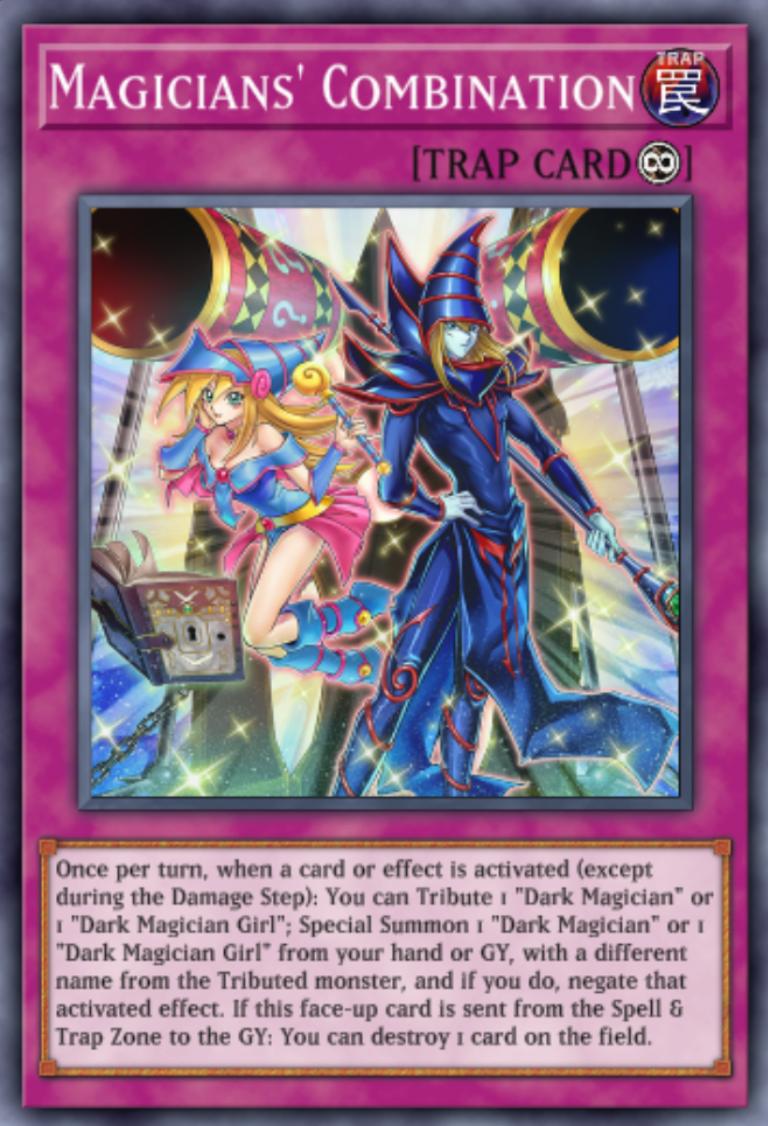 MAGICIANS' COMBINATION
TRAP
罠
[TRAP CARD ∞]
? ?
Once per turn, when a card or effect is activated (except
during the Damage Step): You can Tribute 1 "Dark Magician" or
1 "Dark Magician Girl"; Special Summon 1 "Dark Magician" or 1
"Dark Magician Girl" from your hand or GY, with a different
name from the Tributed monster, and if you do, negate that
activated effect. If this face-up card is sent from the Spell &
Trap Zone to the GY: You can destroy 1 card on the field.